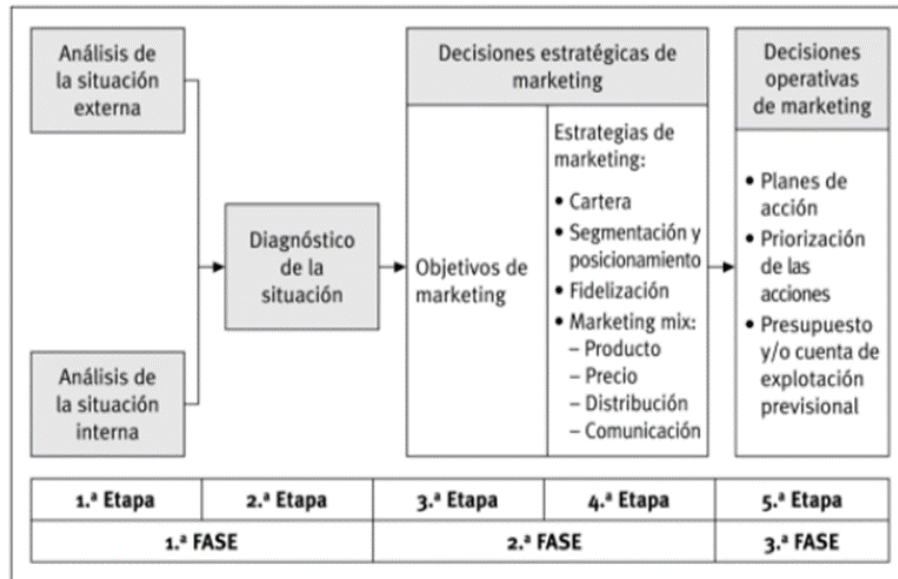 Análisis de
la situación
externa
Análisis de
la situación
interna
Diagnóstico
de la
situación
Decisiones estratégicas de
marketing
Objetivos de
marketing
Estrategias de
marketing:
• Cartera
• Segmentación y
posicionamiento
• Fidelización
• Marketing mix:
– Producto
– Precio
– Distribución
– Comunicación
Decisiones
operativas
de marketing
• Planes de
acción
• Priorización
de las
acciones
• Presupuesto
y/o cuenta de
explotación
previsional
1.ª Etapa 2.ª Etapa 3.ª Etapa 4.ª Etapa 5.ª Etapa
1.ª FASE 2.ª FASE 3.ª FASE